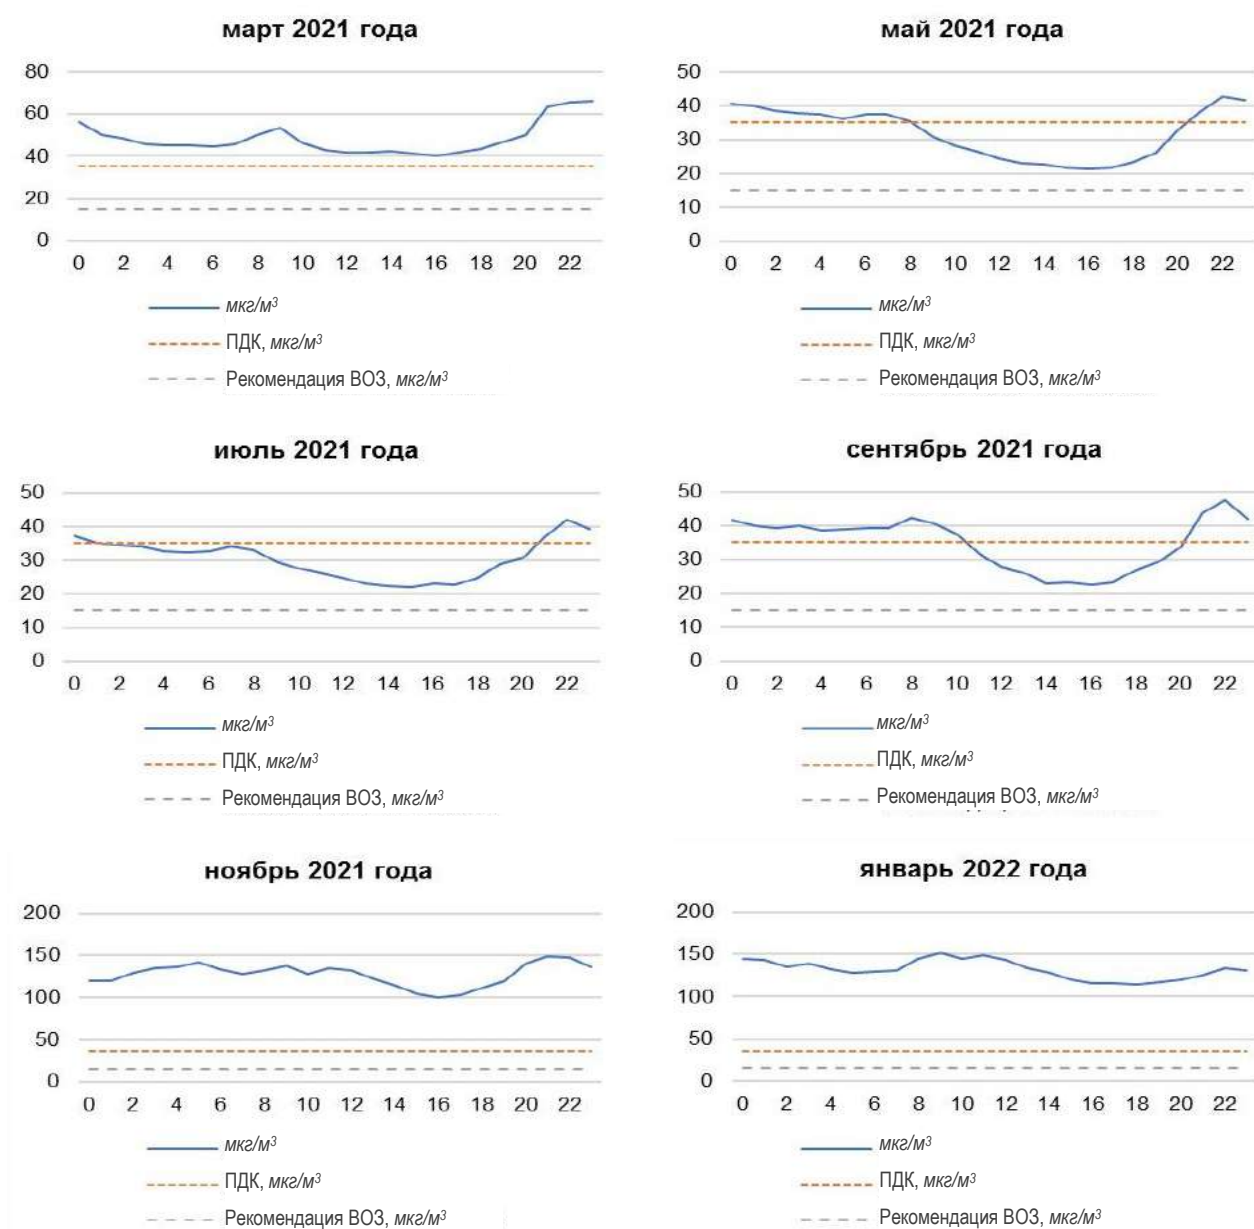 март 2021 года
80
60
40
20
0
0 2 4 6 8 10 12 14 16 18 20 22
мкг/м³
ПДК, мкг/м³
Рекомендация ВОЗ, мкг/м³
май 2021 года
50
40
30
20
10
0
0 2 4 6 8 10 12 14 16 18 20 22
мкг/м³
ПДК, мкг/м³
Рекомендация ВОЗ, мкг/м³
июль 2021 года
50
40
30
20
10
0
0 2 4 6 8 10 12 14 16 18 20 22
мкг/м³
ПДК, мкг/м³
Рекомендация ВОЗ, мкг/м³
сентябрь 2021 года
50
40
30
20
10
0
0 2 4 6 8 10 12 14 16 18 20 22
мкг/м³
ПДК, мкг/м³
Рекомендация ВОЗ, мкг/м³
ноябрь 2021 года
200
150
100
50
0
0 2 4 6 8 10 12 14 16 18 20 22
мкг/м³
ПДК, мкг/м³
Рекомендация ВОЗ, мкг/м³
январь 2022 года
200
150
100
50
0
0 2 4 6 8 10 12 14 16 18 20 22
мкг/м³
ПДК, мкг/м³
Рекомендация ВОЗ, мкг/м³